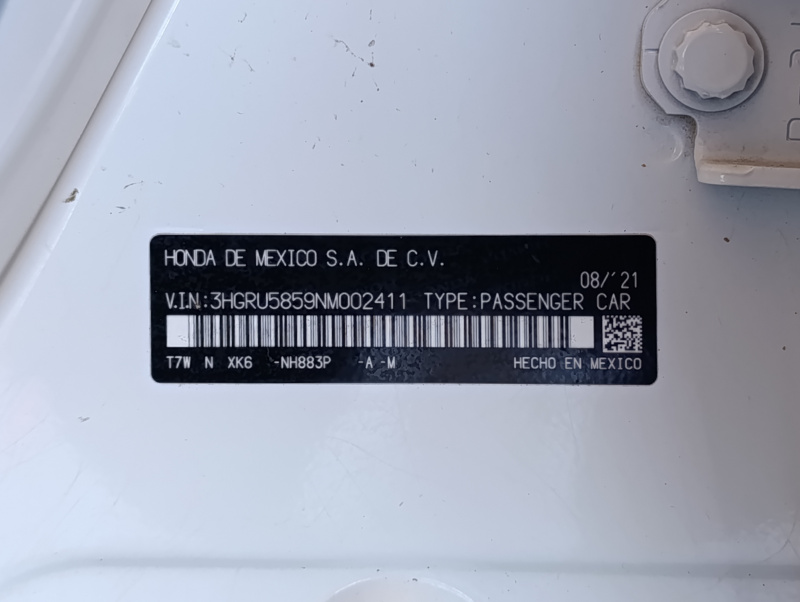 HONDA DE MEXICO S.A. DE C.V.
08/'21
V.I.N.:3HGRU5859NM002411 TYPE:PASSENGER CAR
T7W N XK6 -NH883P -A -M HECHO EN MEXICO